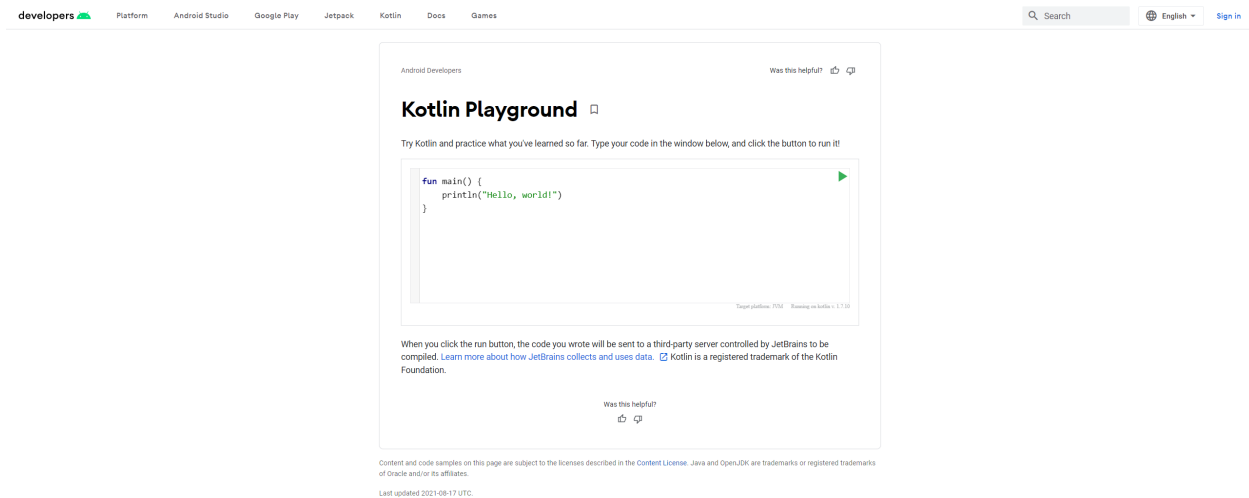 developers Platform Android Studio Google Play Jetpack Kotlin Docs Games Search English Sign in
Android Developers Was this helpful?
Kotlin Playground
Try Kotlin and practice what you've learned so far. Type your code in the window below, and click the button to run it!
fun main() {
    println("Hello, world!")
}
Target platform: JVM Running on kotlin v. 1.7.10
When you click the run button, the code you wrote will be sent to a third-party server controlled by JetBrains to be
compiled. Learn more about how JetBrains collects and uses data. Kotlin is a registered trademark of the Kotlin
Foundation.
Was this helpful?
Content and code samples on this page are subject to the licenses described in the Content License. Java and OpenJDK are trademarks or registered trademarks
of Oracle and/or its affiliates.
Last updated 2021-08-17 UTC.